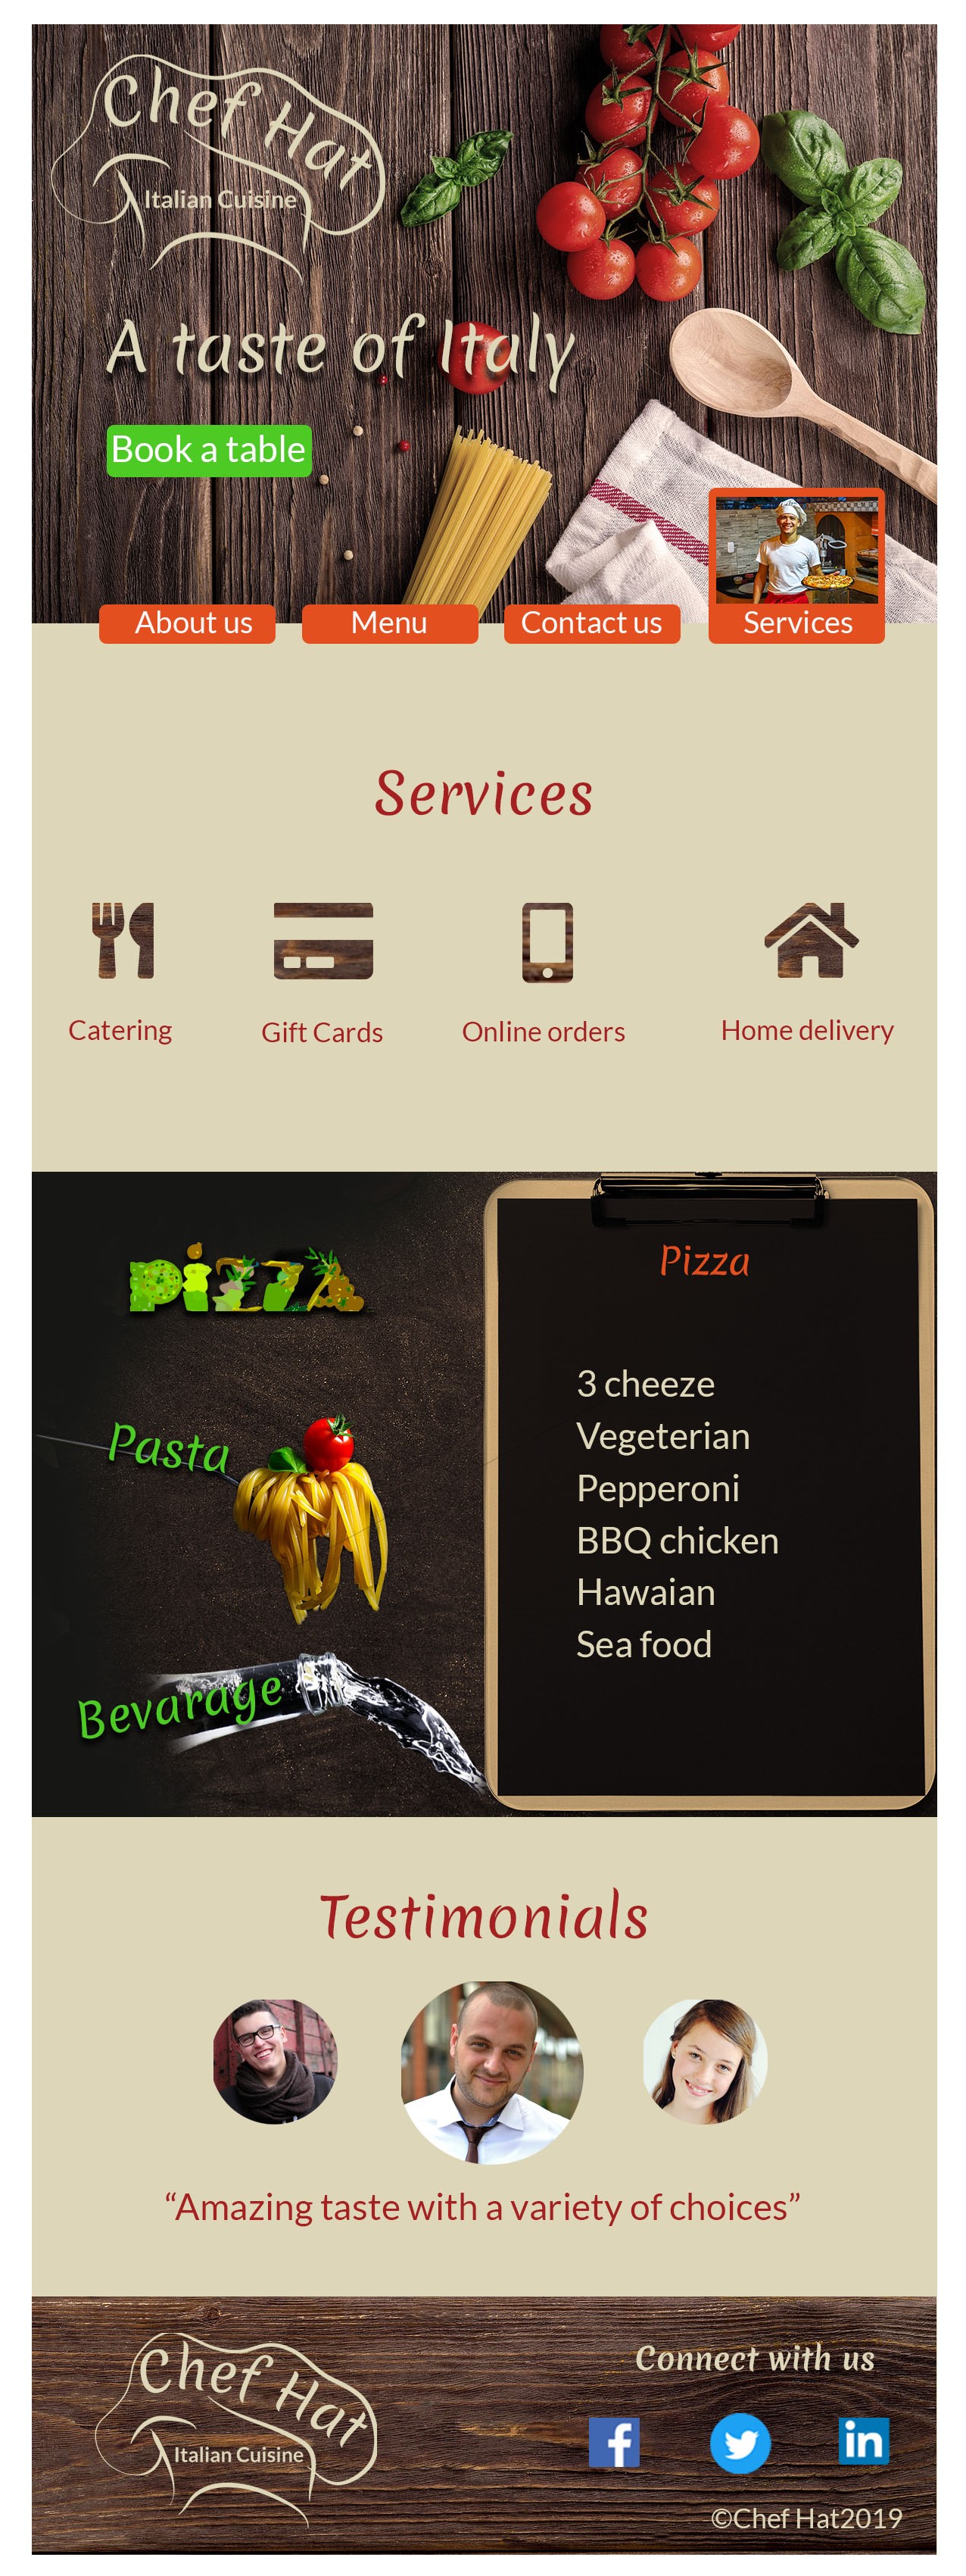 Chef Hat
Italian Cuisine
A taste of Italy
Book a table
About us
Menu
Contact us
Services
Services
Catering
Gift Cards
Online orders
Home delivery
Pizza
Pasta
Bevarage
Pizza
3 cheeze
Vegeterian
Pepperoni
BBQ chicken
Hawaian
Sea food
Testimonials
“Amazing taste with a variety of choices”
Chef Hat
Italian Cuisine
Connect with us
f
in
©Chef Hat2019